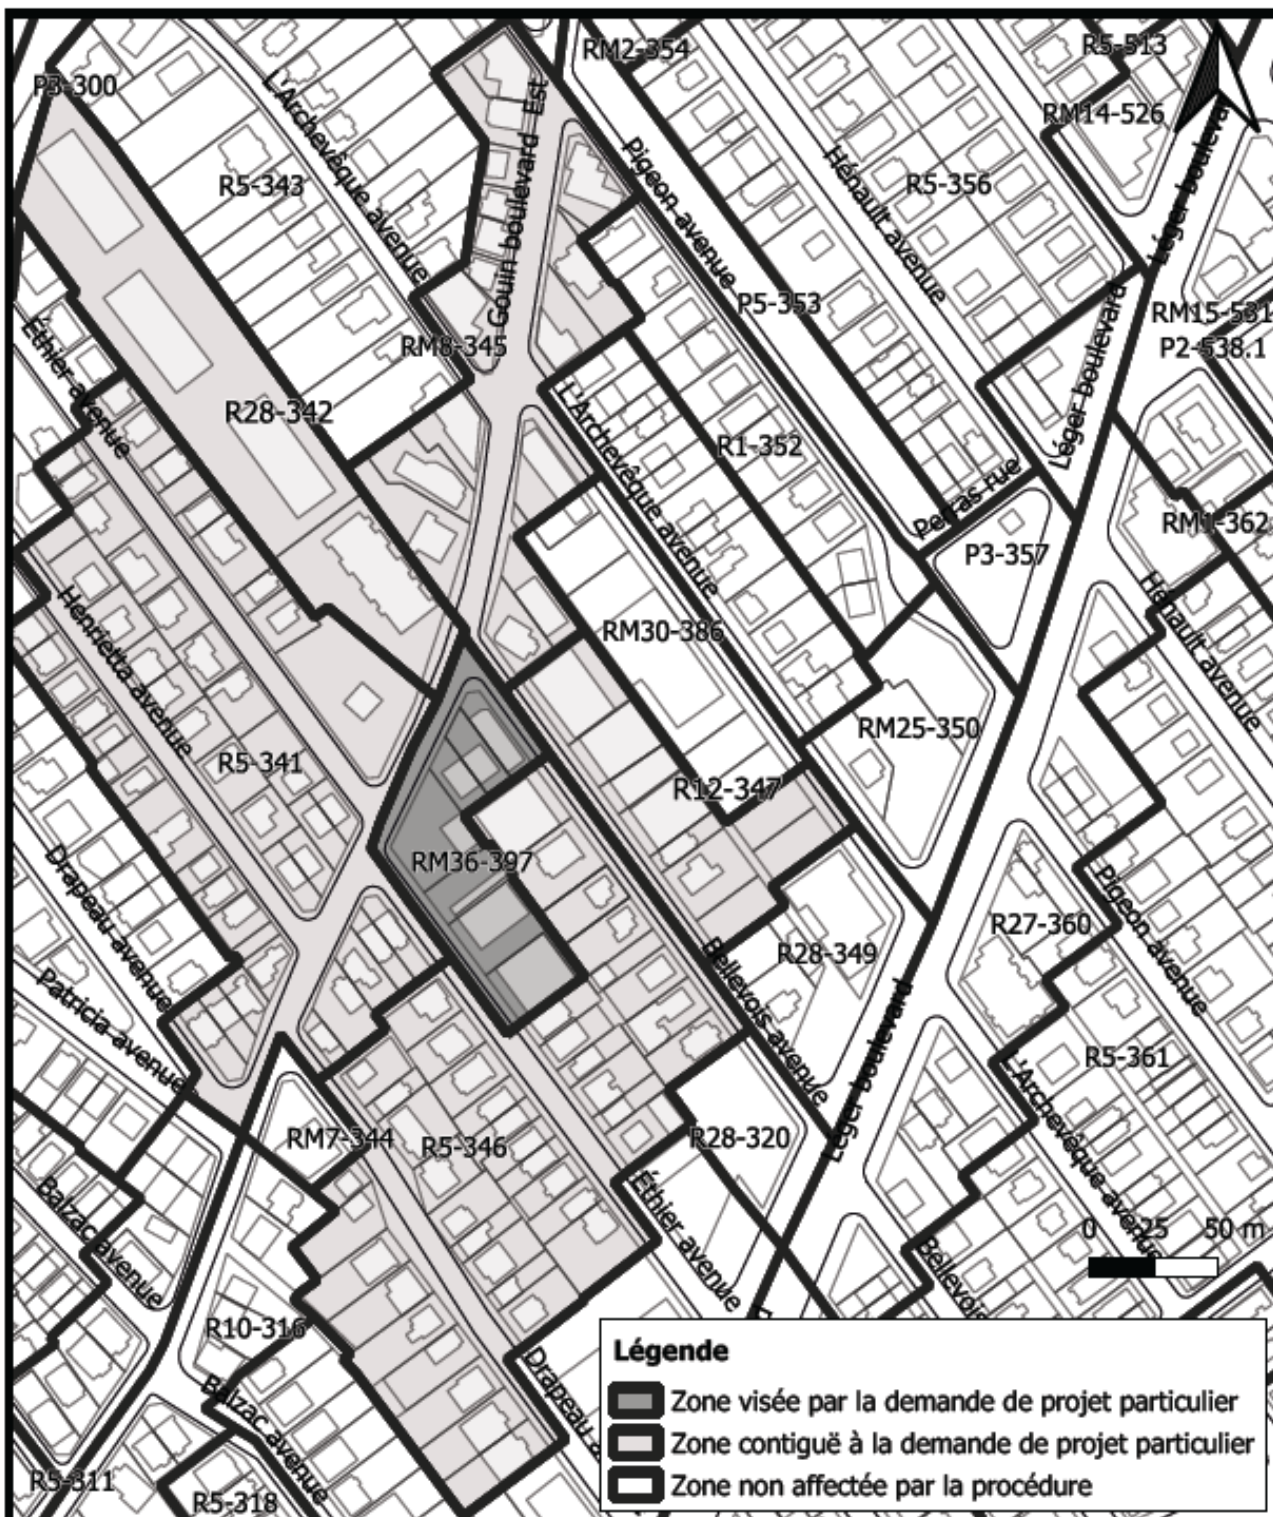 RM2-354
R5-513
P3-300
L'Archevêque avenue
Gouin boulevard Est
RM14-526
R5-343
Pigeon avenue
Hénault avenue
R5-356
Léger boulevard
P5-353
RM15-531
P2-538.1
Éthier avenue
RM8-345
Léger boulevard
R28-342
L'Archevêque avenue
R1-352
Perras rue
RM1-362
P3-357
Henrietta avenue
RM30-386
Hénault avenue
R5-341
RM25-350
R12-347
Drapeau avenue
RM36-397
Pigeon avenue
R27-360
Patricia avenue
Bellevois avenue
R28-349
Léger boulevard
R5-361
L'Archevêque avenue
RM7-344
R5-346
R28-320
Balzac avenue
Éthier avenue
Bellevois
0 25 50 m
R10-316
Drapeau
Balzac avenue
R5-311
R5-318
Légende
Zone visée par la demande de projet particulier
Zone contiguë à la demande de projet particulier
Zone non affectée par la procédure